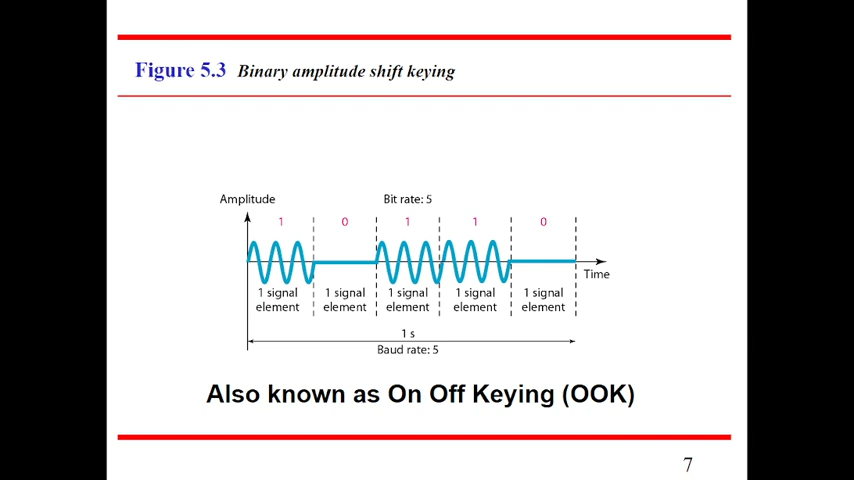 Figure 5.3 Binary amplitude shift keying
Amplitude
Bit rate: 5
1 0 1 1 0
Time
1 signal element
1 signal element
1 signal element
1 signal element
1 signal element
1 s
Baud rate: 5
Also known as On Off Keying (OOK)
7